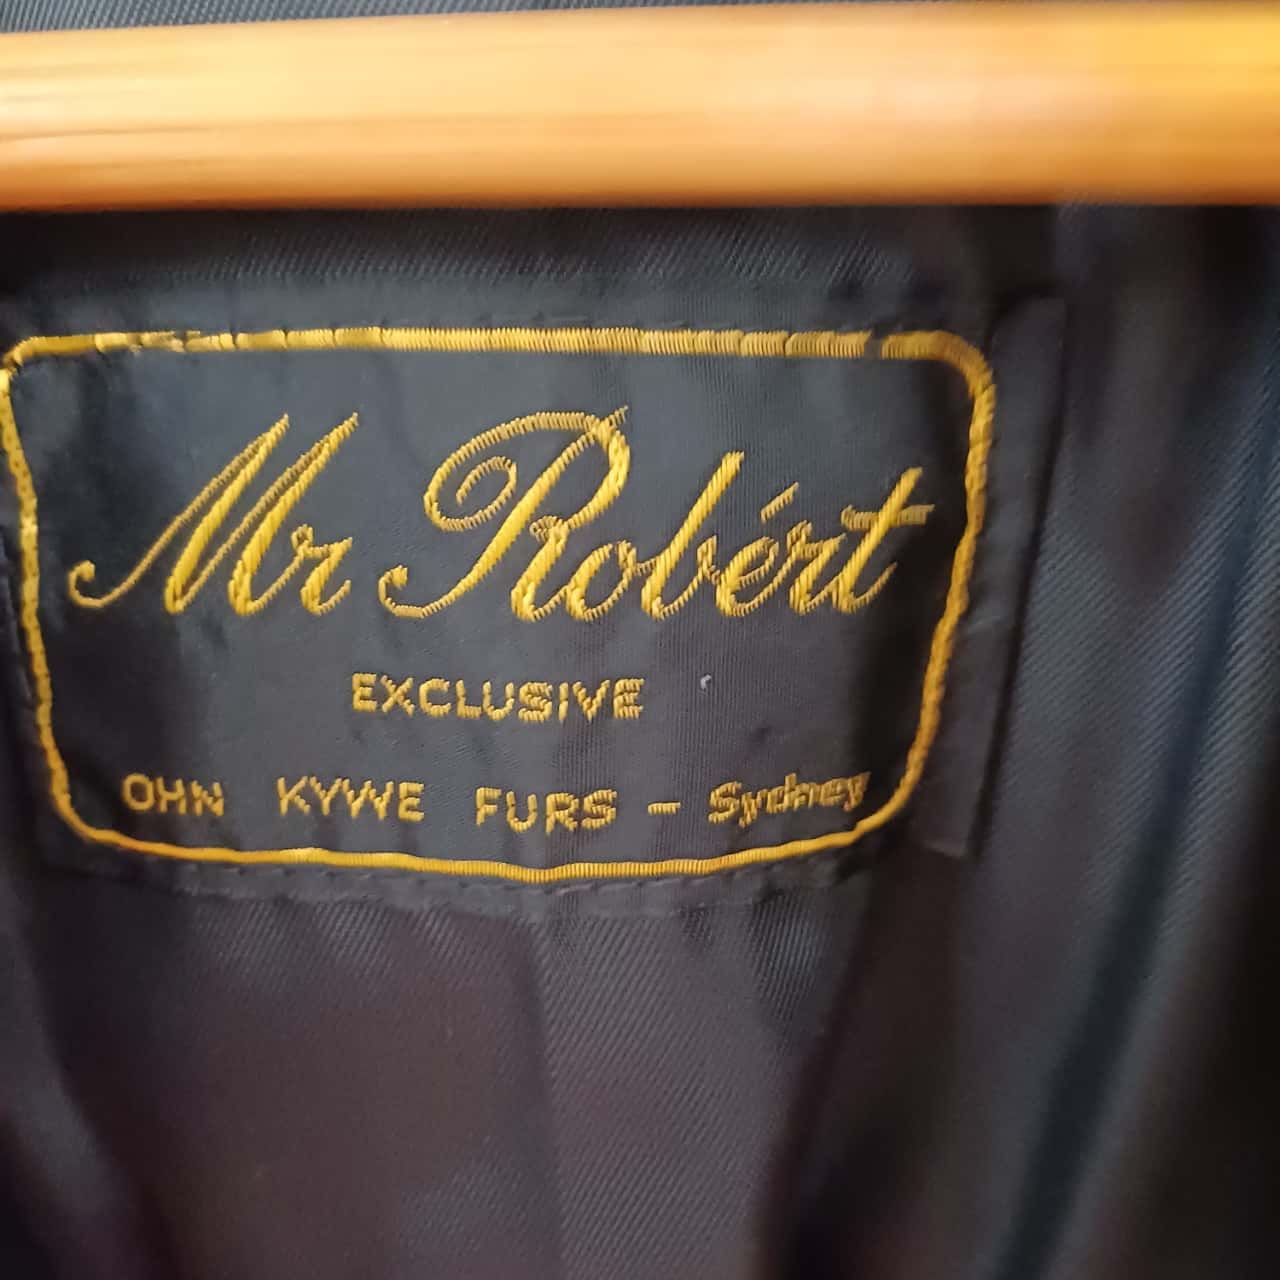 Mr Robért
EXCLUSIVE
OHN KYWE FURS - Sydney